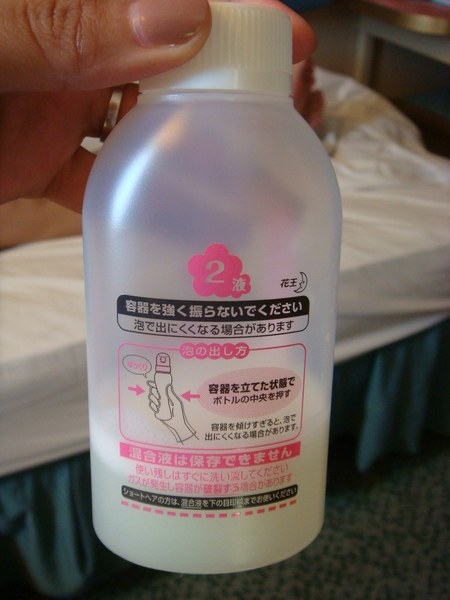 2液
花王
容器を強く振らないでください
泡で出にくくなる場合があります
泡の出し方
ゆっくり
容器を立てた状態で
ボトルの中央を押す
容器を傾けすぎると、泡で
出にくくなる場合があります。
混合液は保存できません
使い残しはすぐに洗い流してください
ガスが発生し容器が破裂する場合があります
ショートヘアの方は、混合液を下の目印線までお使いください